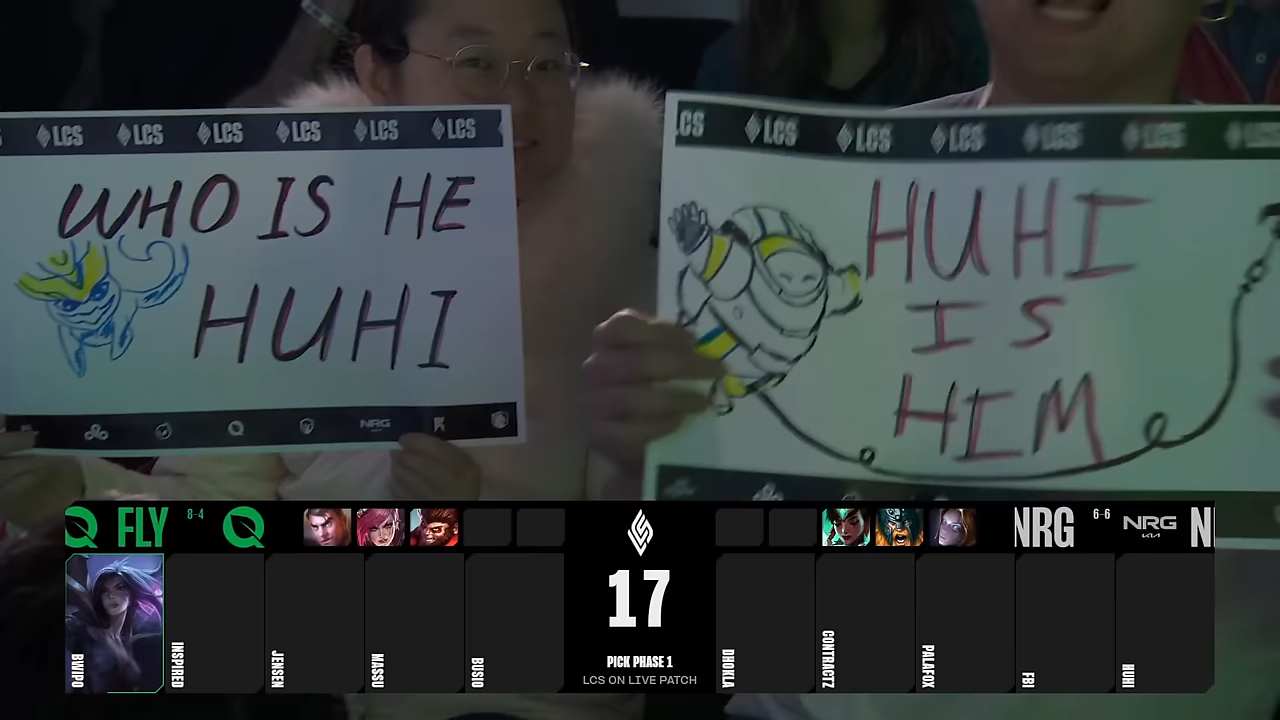 LCS LCS LCS LCS LCS LCS
WHO IS HE
HUHI
NRG
LCS LCS LCS LCS LCS LCS LCS
HUHI
IS
HIM
FLY 8-4
NRG 6-6 NRG N
KIA
17
PICK PHASE 1
LCS ON LIVE PATCH
BWIPO
INSPIRED
JENSEN
MASSU
BUSIO
DHOKLA
CONTRACTZ
PALAFOX
FBI
HUHI